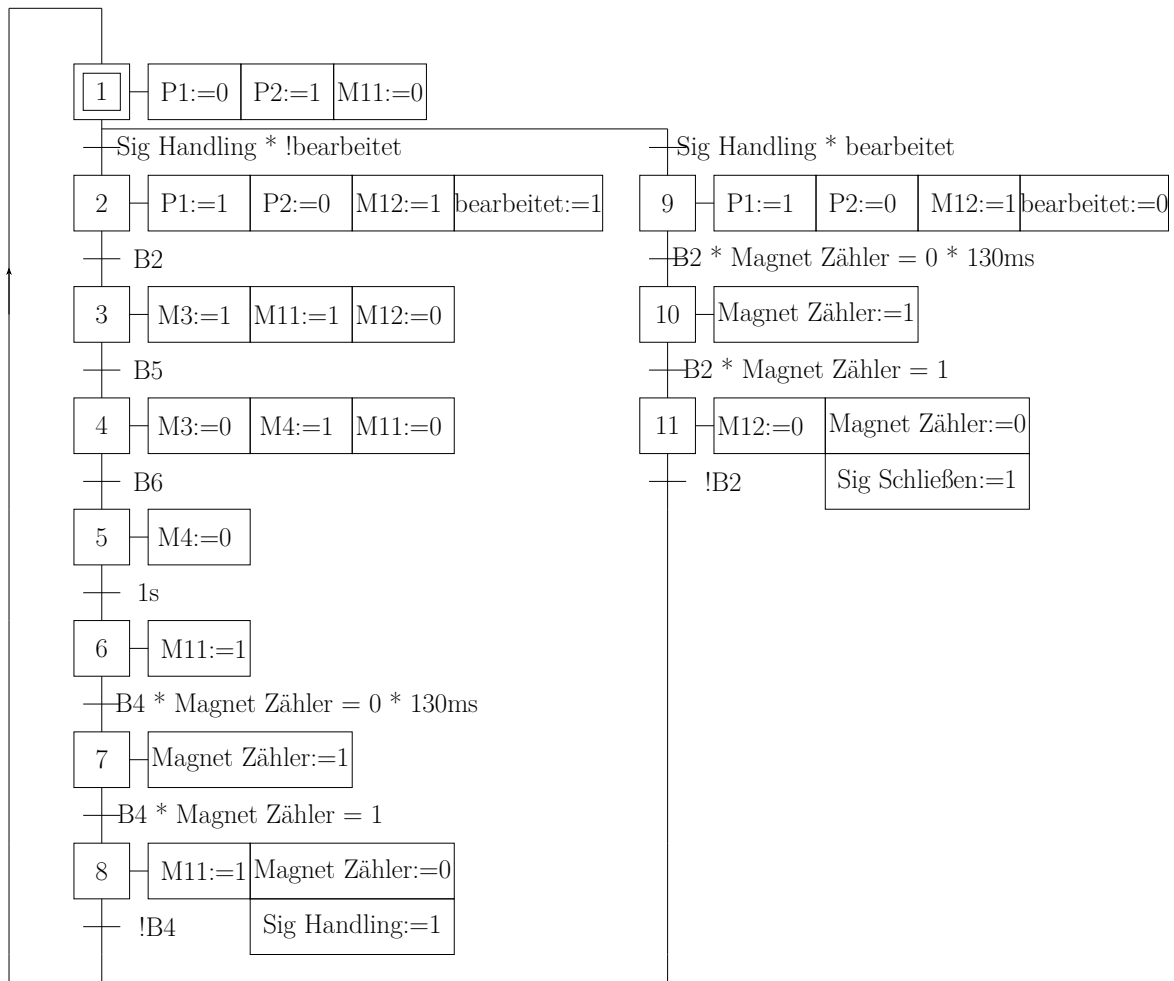 1 P1:=0 P2:=1 M11:=0
Sig Handling * !bearbeitet
Sig Handling * bearbeitet
2 P1:=1 P2:=0 M12:=1 bearbeitet:=1
9 P1:=1 P2:=0 M12:=1 bearbeitet:=0
B2
B2 * Magnet Zähler = 0 * 130ms
3 M3:=1 M11:=1 M12:=0
10 Magnet Zähler:=1
B5
B2 * Magnet Zähler = 1
4 M3:=0 M4:=1 M11:=0
11 M12:=0 Magnet Zähler:=0
B6
!B2
Sig Schließen:=1
5 M4:=0
1s
6 M11:=1
B4 * Magnet Zähler = 0 * 130ms
7 Magnet Zähler:=1
B4 * Magnet Zähler = 1
8 M11:=1 Magnet Zähler:=0
!B4
Sig Handling:=1